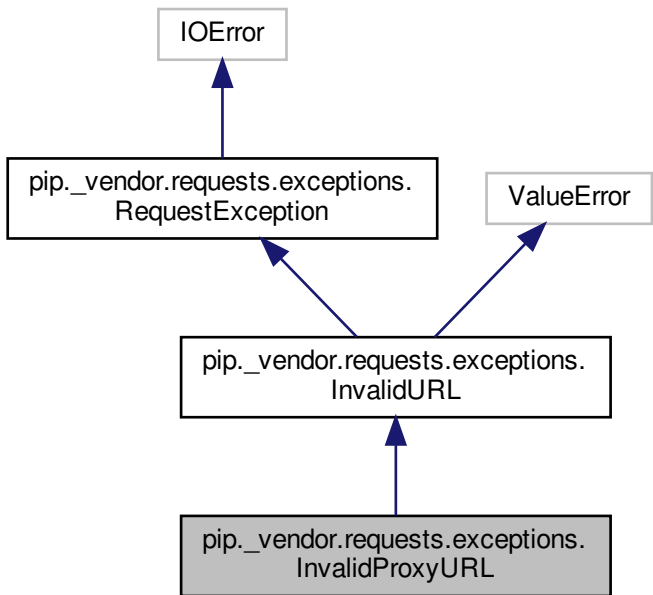 IOError
pip._vendor.requests.exceptions.
RequestException
ValueError
pip._vendor.requests.exceptions.
InvalidURL
pip._vendor.requests.exceptions.
InvalidProxyURL